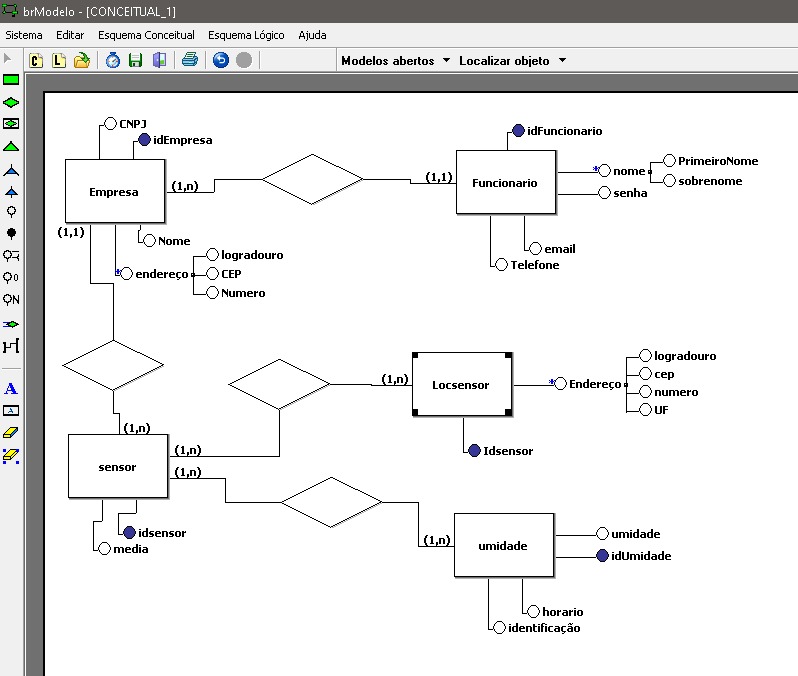 brModelo - [CONCEITUAL_1]
Sistema Editar Esquema Conceitual Esquema Lógico Ajuda
C L Modelos abertos Localizar objeto
0
N
A
A
CNPJ
idEmpresa
Empresa
(1,n)
(1,1)
Nome
endereço
logradouro
CEP
Numero
idFuncionario
(1,1)
Funcionario
nome
PrimeiroNome
sobrenome
senha
email
Telefone
(1,n)
Locsensor
Endereço
logradouro
cep
numero
UF
Idsensor
(1,n)
(1,n)
(1,n)
sensor
idsensor
media
(1,n)
umidade
umidade
idUmidade
horario
identificação